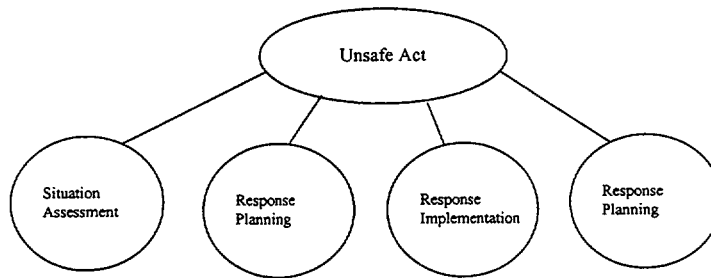 Unsafe Act
Situation
Assessment
Response
Planning
Response
Implementation
Response
Planning